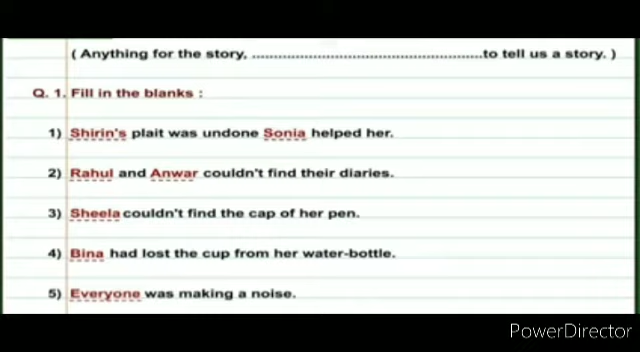 ( Anything for the story, ..................................................to tell us a story. )
Q. 1. Fill in the blanks :
1) Shirin's plait was undone Sonia helped her.
2) Rahul and Anwar couldn't find their diaries.
3) Sheela couldn't find the cap of her pen.
4) Bina had lost the cup from her water-bottle.
5) Everyone was making a noise.
PowerDirector